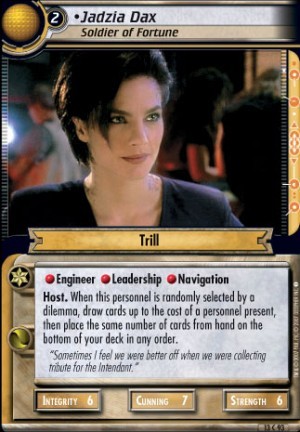 2
•Jadzia Dax
Soldier of Fortune
Trill
Engineer Leadership Navigation
Host. When this personnel is randomly selected by a
dilemma, draw cards up to the cost of a personnel present,
then place the same number of cards from hand on the
bottom of your deck in any order.
"Sometimes I feel we were better off when we were collecting
tribute for the Intendant."
Integrity 6 Cunning 7 Strength 6